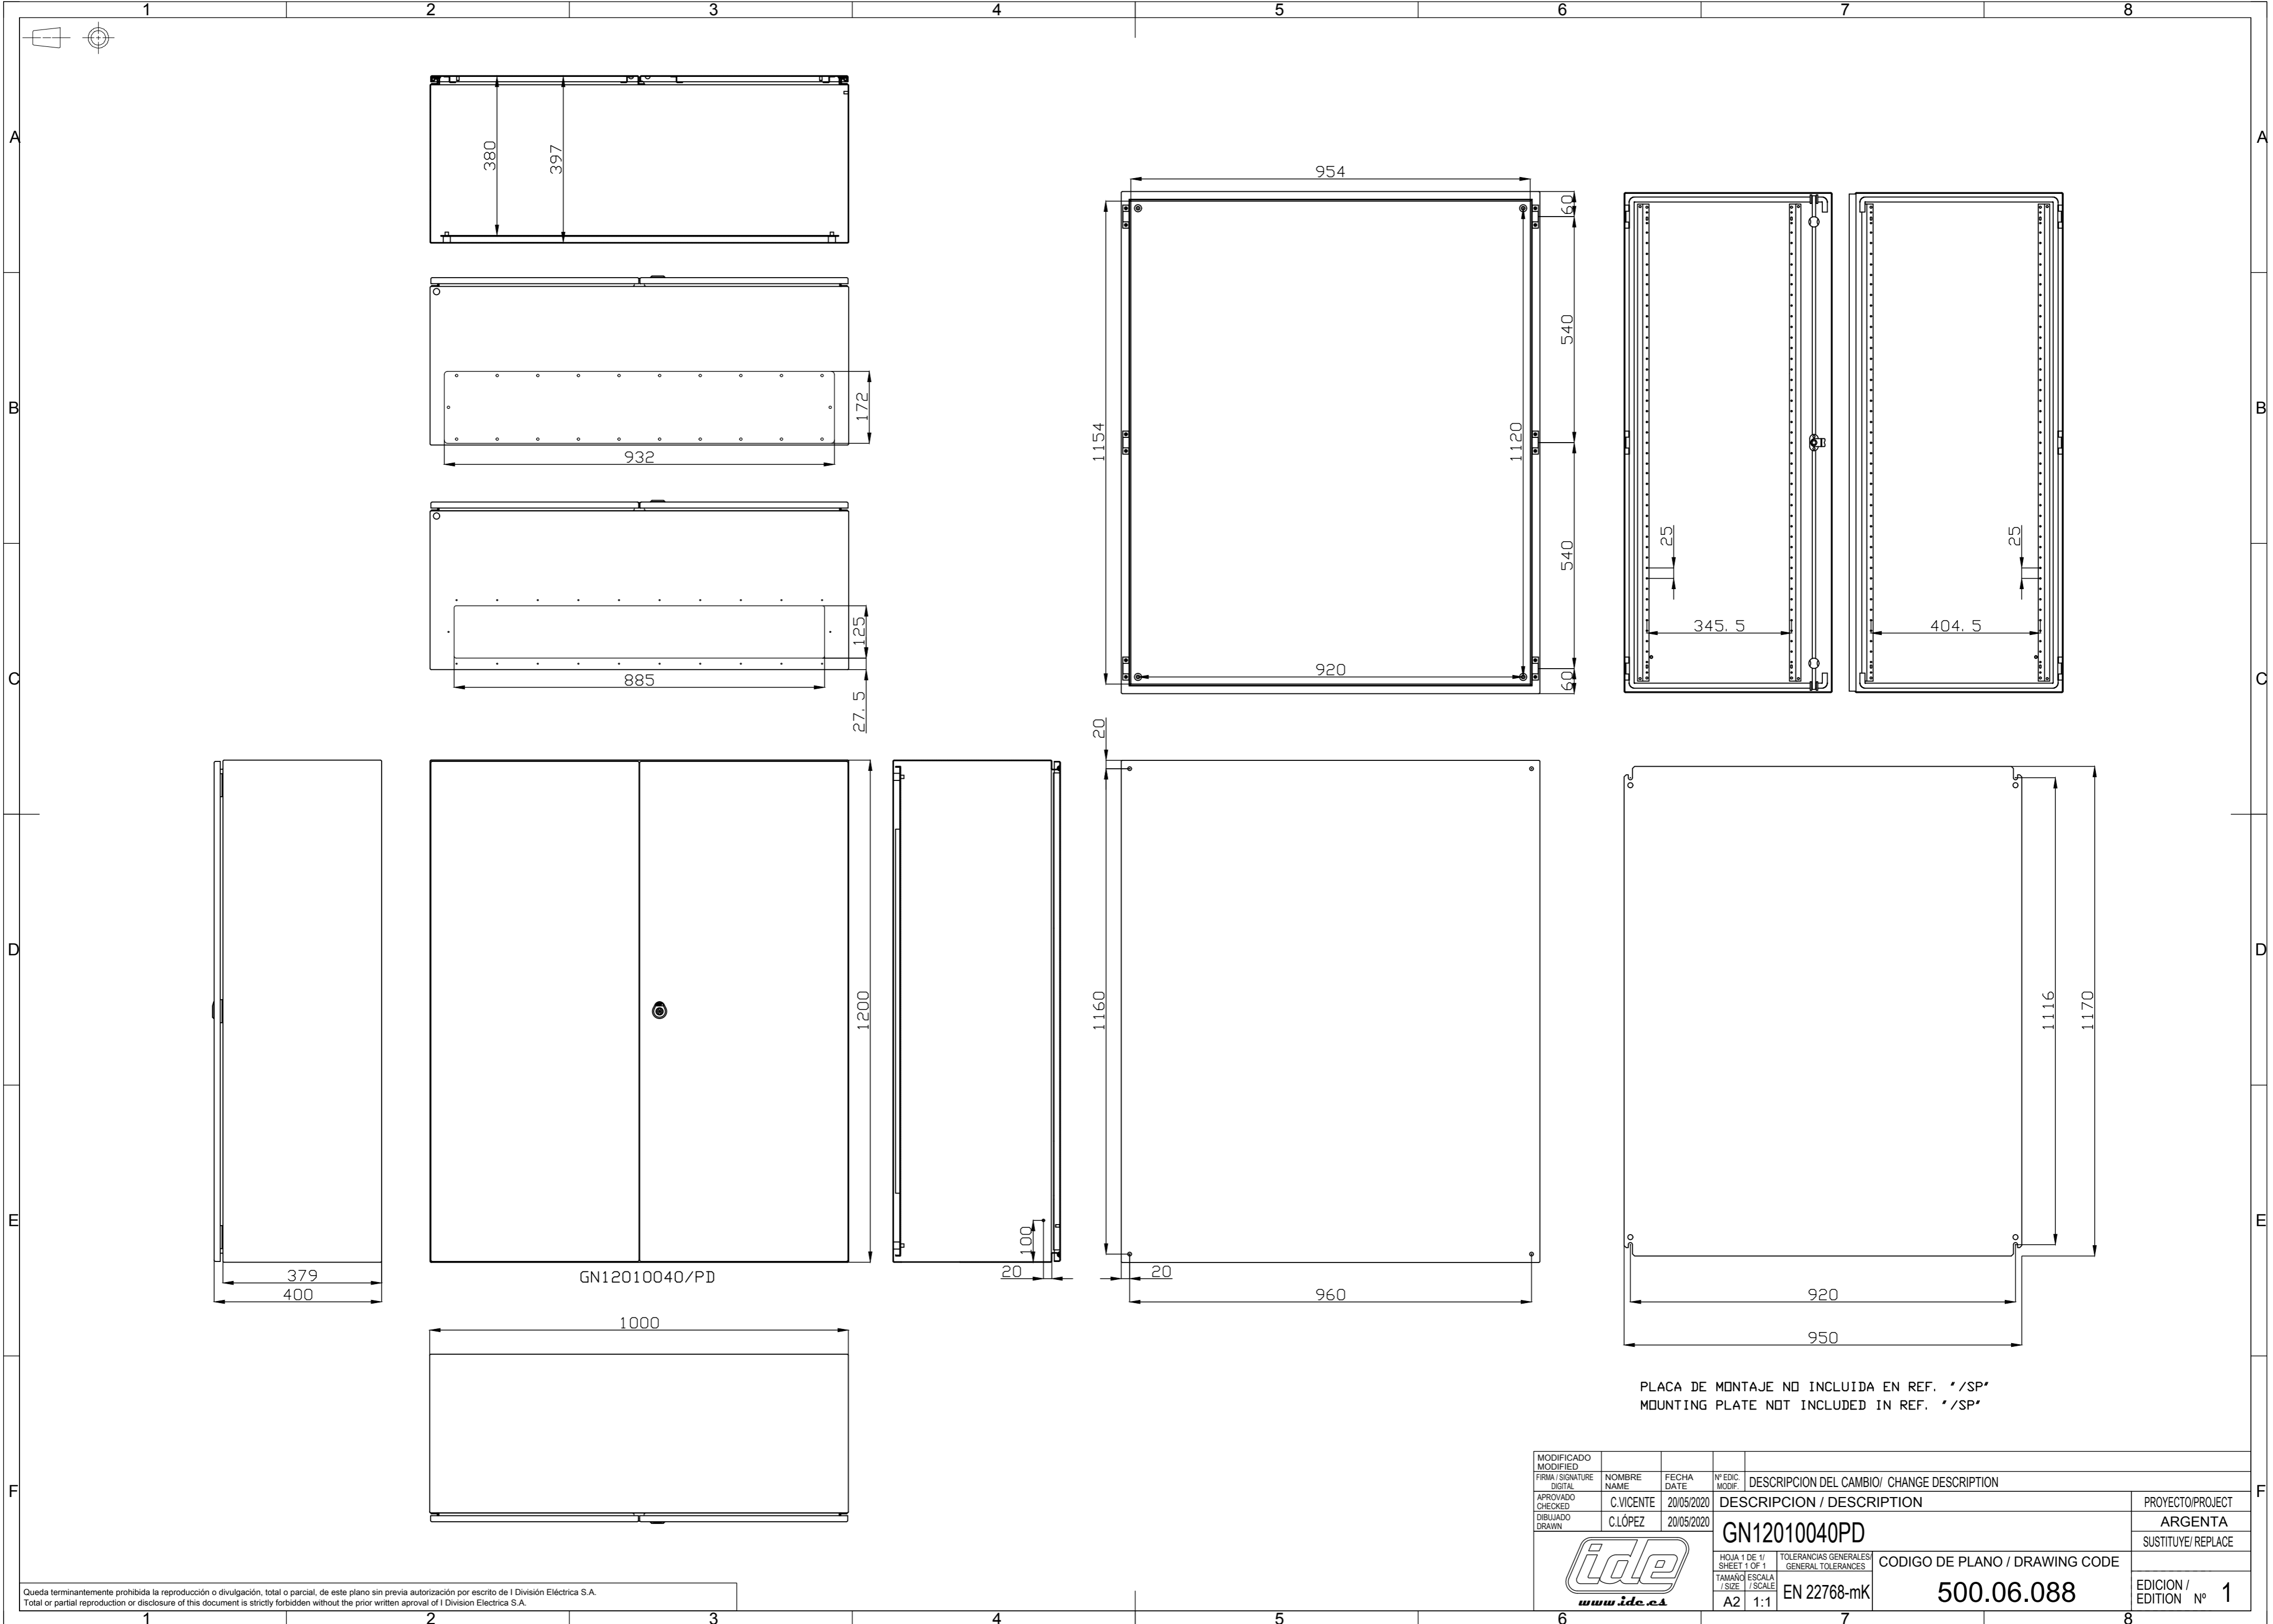 1 2 3 4 5 6 7 8
A A
380
397
954
60
B B
172
932
540
1154
1120
540
25
25
345. 5
404. 5
125
885
27. 5
920
60
C C
20
D D
1200
1160
1116
1170
E E
100
379
400
GN12010040/PD
20
20
960
920
950
1000
PLACA DE MONTAJE NO INCLUIDA EN REF. "/SP"
MOUNTING PLATE NOT INCLUDED IN REF. "/SP"
F F
MODIFICADO
MODIFIED
FIRMA / SIGNATURE
DIGITAL
NOMBRE
NAME
FECHA
DATE
Nº EDIC.
MODIF.
DESCRIPCION DEL CAMBIO/ CHANGE DESCRIPTION
APROVADO
CHECKED
C.VICENTE 20/05/2020
DESCRIPCION / DESCRIPTION
PROYECTO/PROJECT
DIBUJADO
DRAWN
C.LÓPEZ 20/05/2020
GN12010040PD
ARGENTA
SUSTITUYE/ REPLACE
ide
www.ide.es
HOJA 1 DE 1/
SHEET 1 OF 1
TOLERANCIAS GENERALES/
GENERAL TOLERANCES
CODIGO DE PLANO / DRAWING CODE
TAMAÑO
/ SIZE
ESCALA
/ SCALE
A2 1:1
EN 22768-mK
500.06.088
EDICION /
EDITION Nº 1
Queda terminantemente prohibida la reproducción o divulgación, total o parcial, de este plano sin previa autorización por escrito de I División Eléctrica S.A.
Total or partial reproduction or disclosure of this document is strictly forbidden without the prior written aproval of I Division Electrica S.A.
1 2 3 4 5 6 7 8